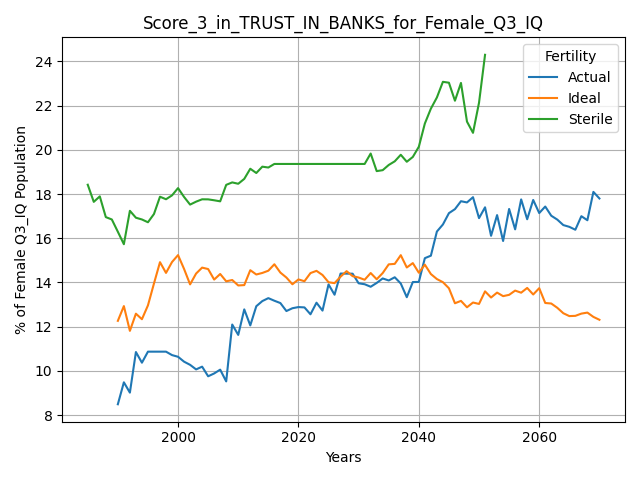 Score_3_in_TRUST_IN_BANKS_for_Female_Q3_IQ
% of Female Q3_IQ Population
24
22
20
18
16
14
12
10
8
Fertility
Actual
Ideal
Sterile
2000
2020
2040
2060
Years